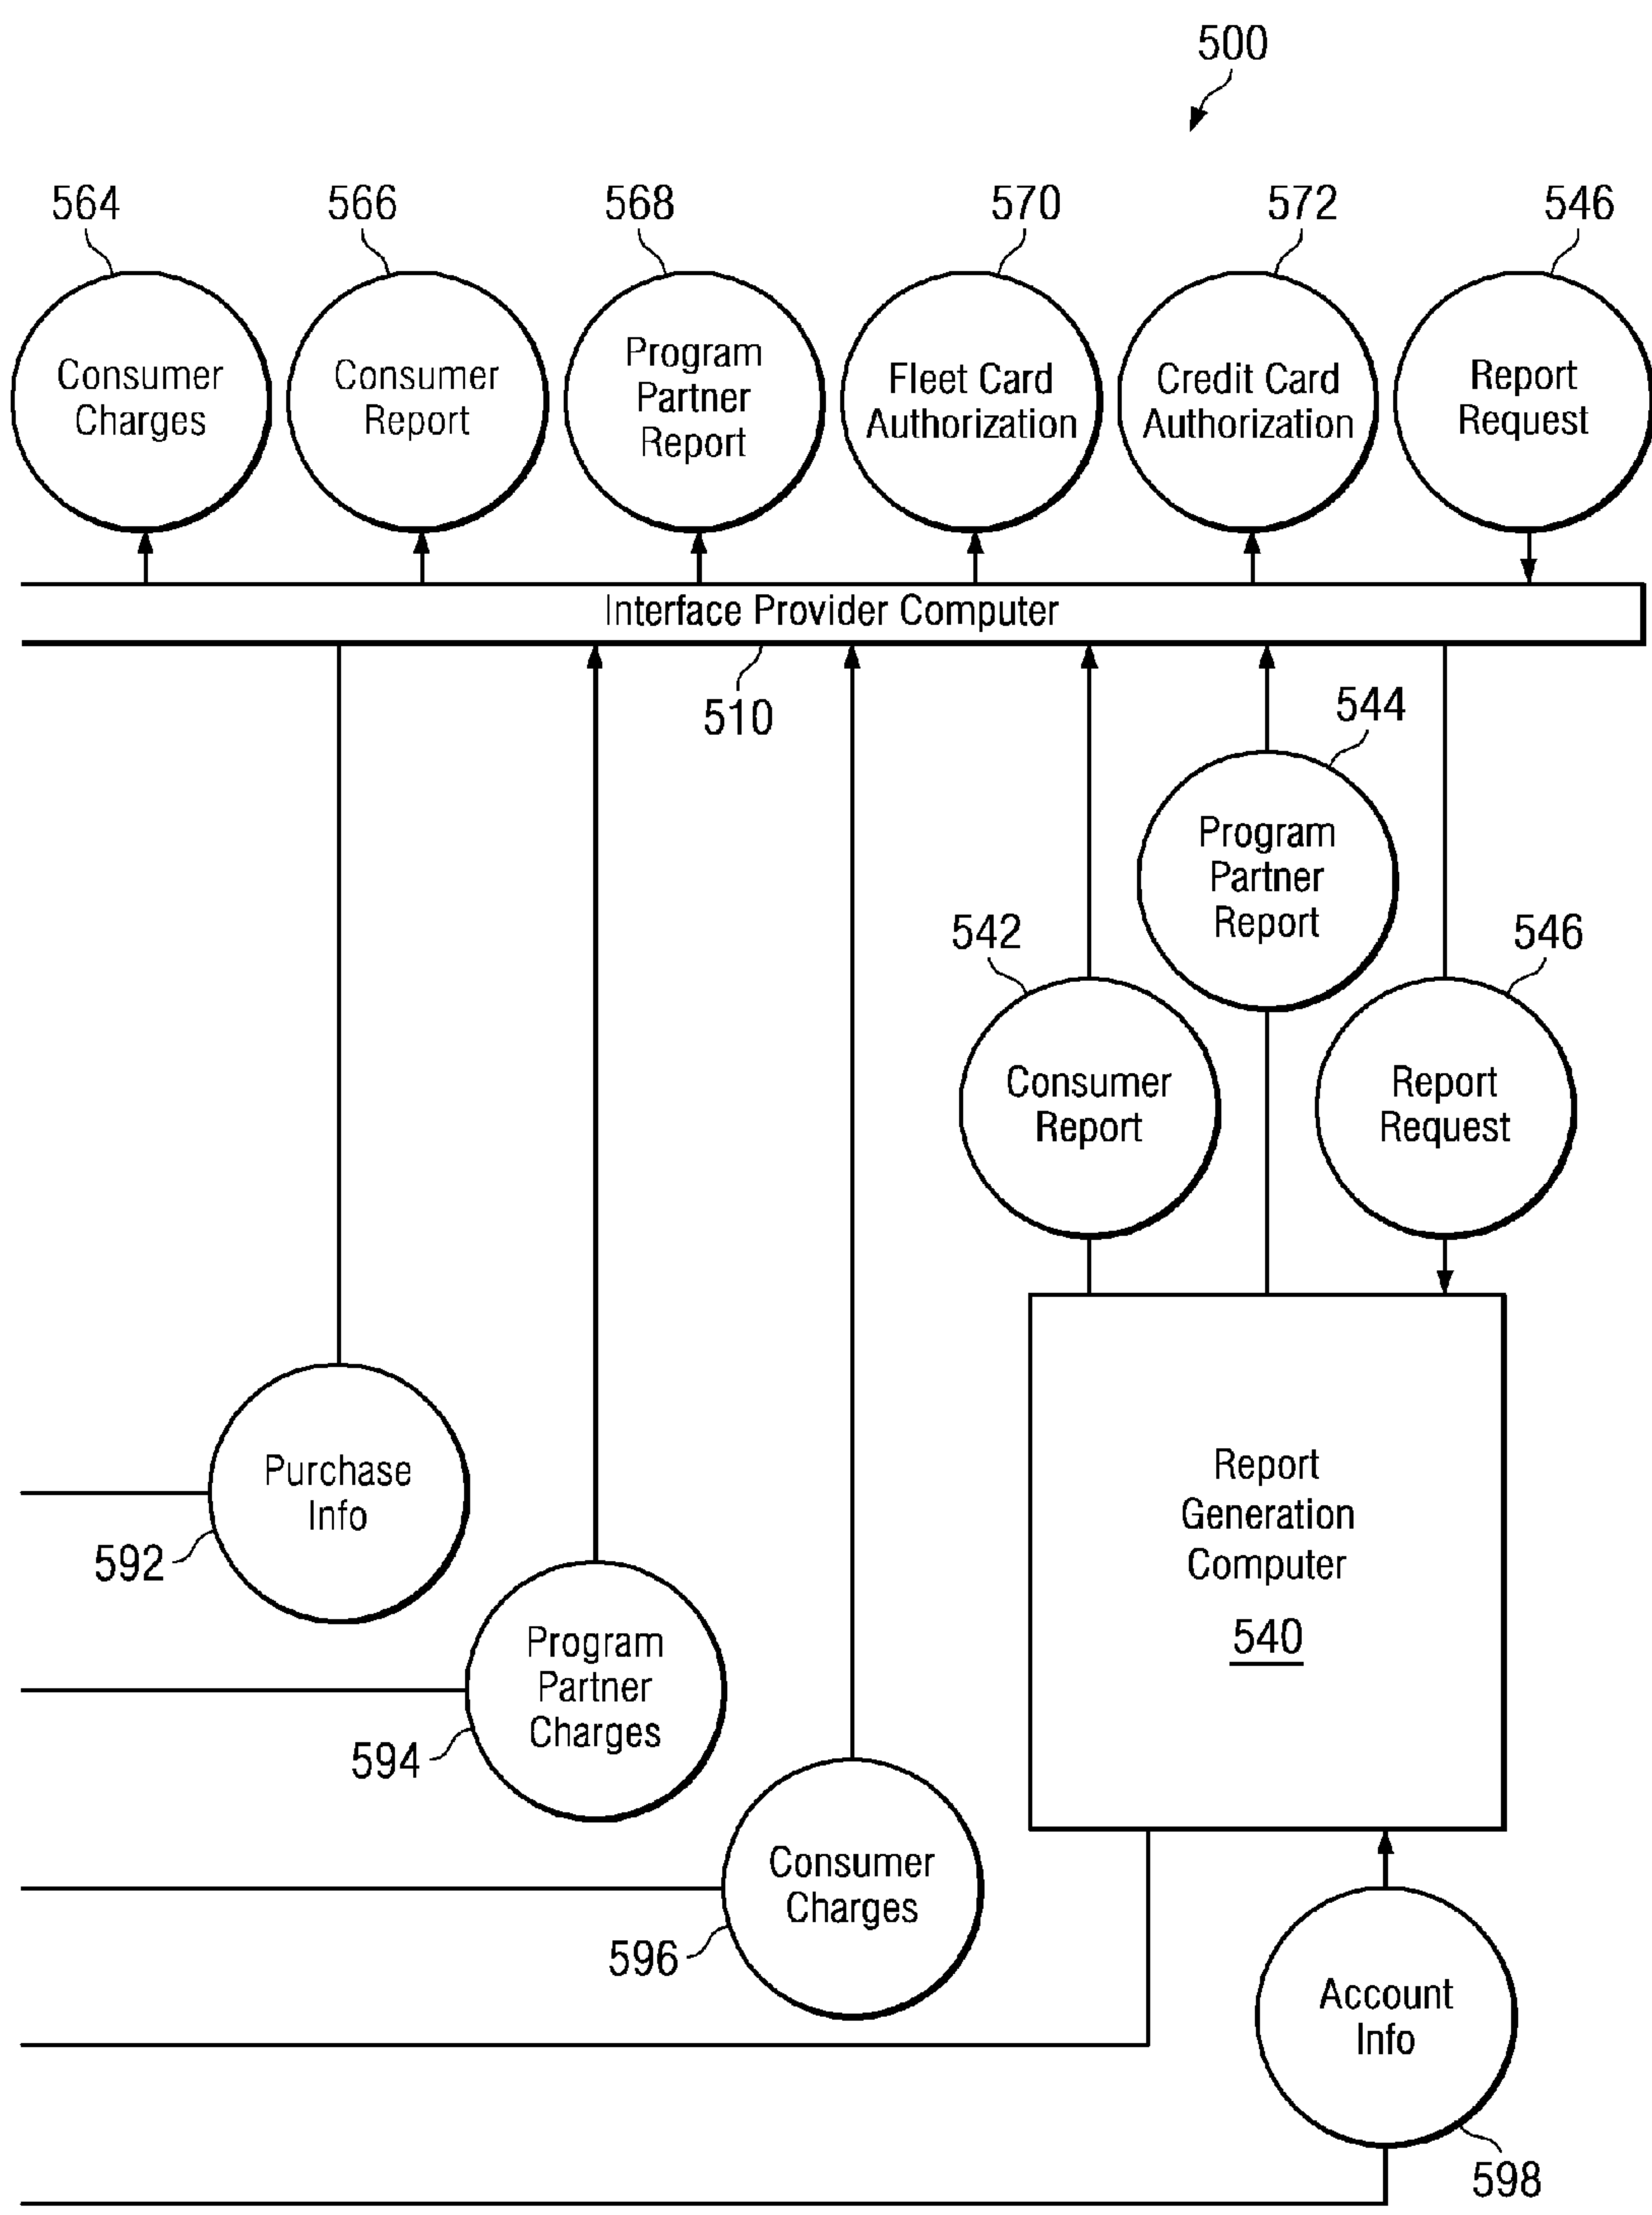 500
564
566
568
570
572
546
Consumer
Charges
Consumer
Report
Program
Partner
Report
Fleet Card
Authorization
Credit Card
Authorization
Report
Request
Interface Provider Computer
510
544
Program
Partner
Report
542
546
Consumer
Report
Report
Request
Purchase
Info
592
Report
Generation
Computer
540
Program
Partner
Charges
594
Consumer
Charges
596
Account
Info
598